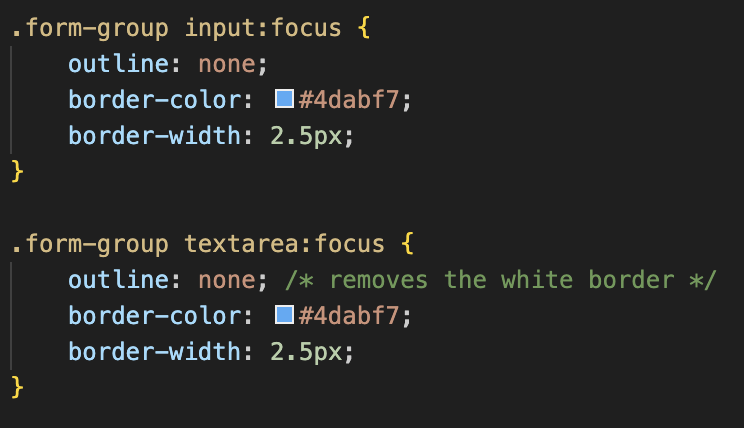 .form-group input:focus {
outline: none;
border-color: #4dabf7;
border-width: 2.5px;
}
.form-group textarea:focus {
outline: none; /* removes the white border */
border-color: #4dabf7;
border-width: 2.5px;
}